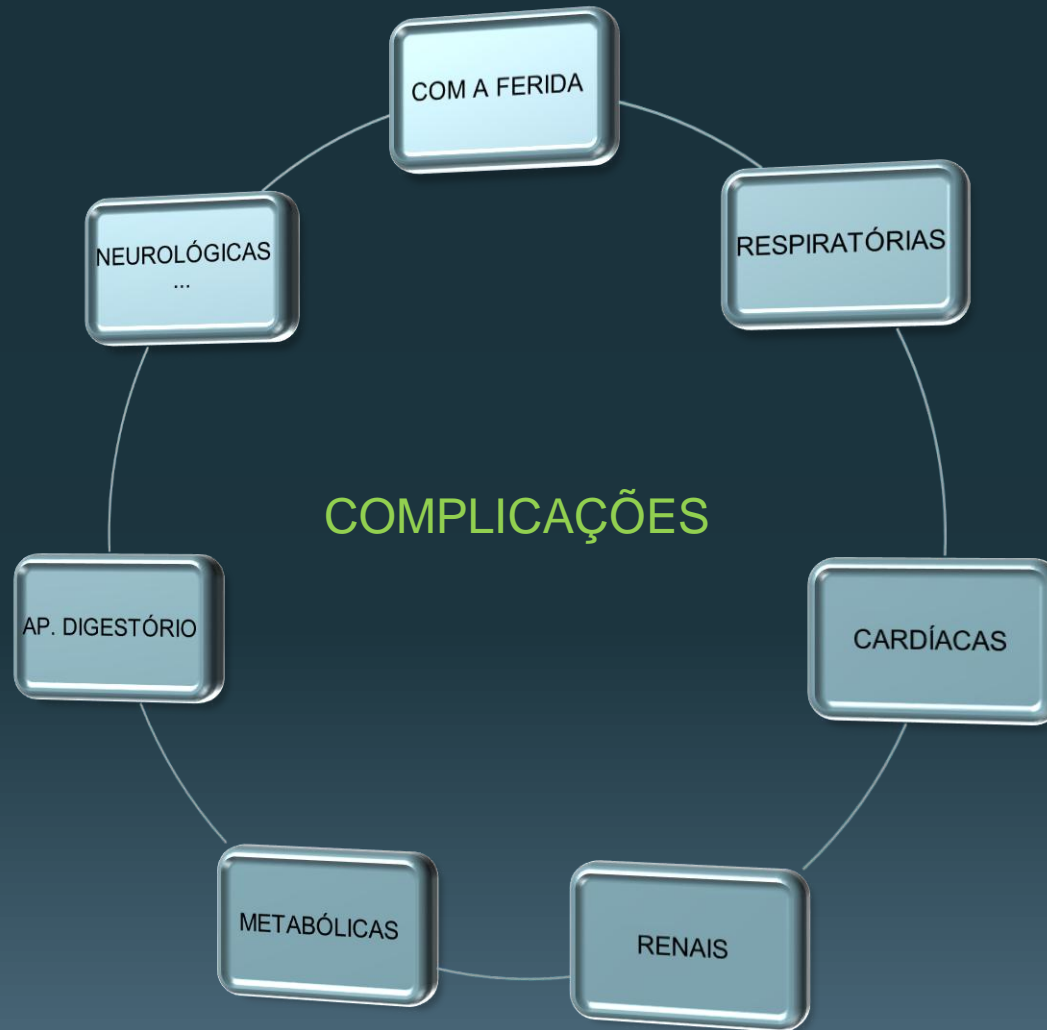 COM A FERIDA
RESPIRATÓRIAS
CARDÍACAS
RENAIS
METABÓLICAS
AP. DIGESTÓRIO
NEUROLÓGICAS
...
COMPLICAÇÕES